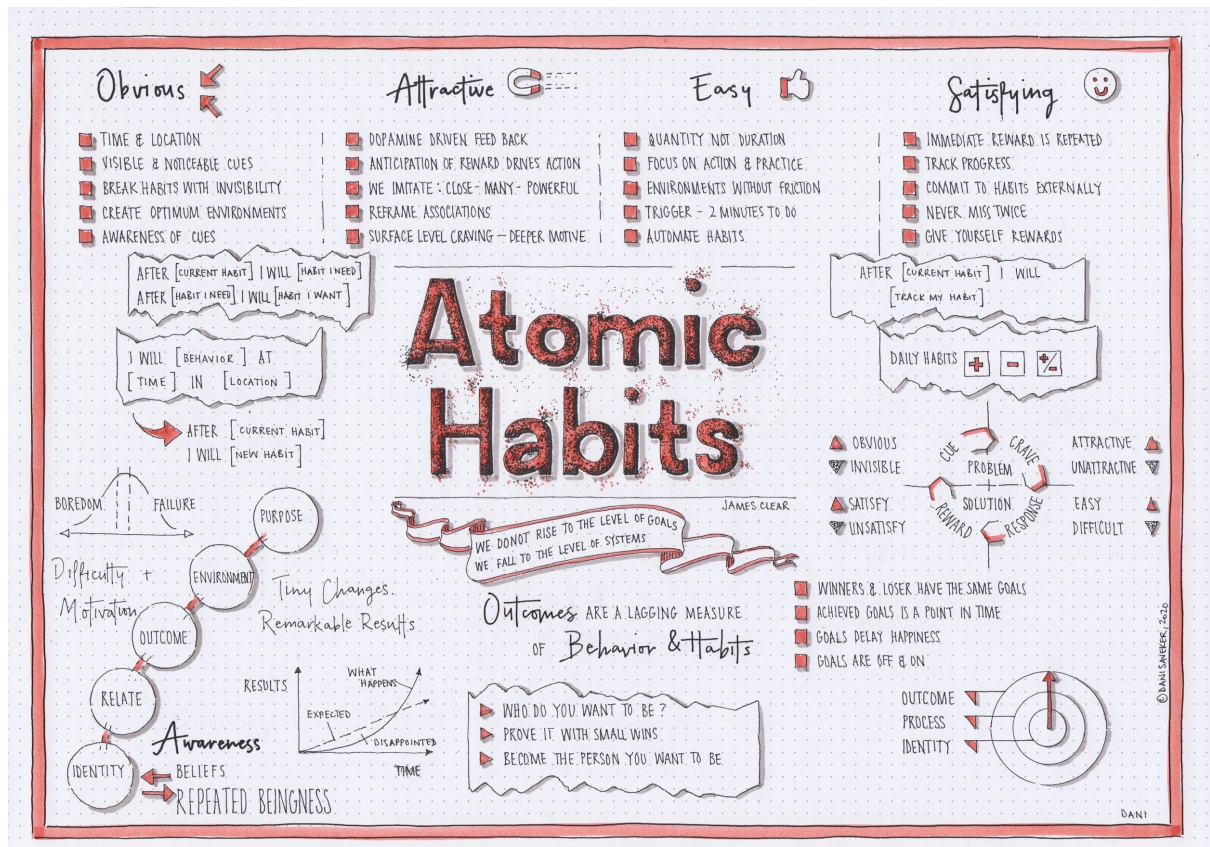 Obvious
TIME & LOCATION
VISIBLE & NOTICEABLE CUES
BREAK HABITS WITH INVISIBILITY
CREATE OPTIMUM ENVIRONMENTS
AWARENESS OF CUES
Attractive
DOPAMINE DRIVEN FEED BACK
ANTICIPATION OF REWARD DRIVES ACTION
WE IMITATE : CLOSE - MANY - POWERFUL
REFRAME ASSOCIATIONS
SURFACE LEVEL CRAVING - DEEPER MOTIVE
Easy
QUANTITY NOT DURATION
FOCUS ON ACTION & PRACTICE
ENVIRONMENTS WITHOUT FRICTION
TRIGGER - 2 MINUTES TO DO
AUTOMATE HABITS
Satisfying
IMMEDIATE REWARD IS REPEATED
TRACK PROGRESS
COMMIT TO HABITS EXTERNALLY
NEVER MISS TWICE
GIVE YOURSELF REWARDS
AFTER [CURRENT HABIT] I WILL [HABIT I NEED]
AFTER [HABIT I NEED] I WILL [HABIT I WANT]
I WILL [BEHAVIOR] AT
[TIME] IN [LOCATION]
AFTER [CURRENT HABIT]
I WILL [NEW HABIT]
Atomic
Habits
JAMES CLEAR
WE DO NOT RISE TO THE LEVEL OF GOALS
WE FALL TO THE LEVEL OF SYSTEMS
AFTER [CURRENT HABIT] I WILL
[TRACK MY HABIT]
DAILY HABITS + - +/-
OBVIOUS
INVISIBLE
SATISFY
UNSATISFY
CUE
CRAVE
PROBLEM
SOLUTION
REWARD
RESPONSE
ATTRACTIVE
UNATTRACTIVE
EASY
DIFFICULT
BOREDOM
FAILURE
Difficulty +
Motivation
PURPOSE
ENVIRONMENT
OUTCOME
RELATE
IDENTITY
Tiny Changes.
Remarkable Results
Awareness
BELIEFS
REPEATED BEINGNESS
RESULTS
WHAT
HAPPENS
EXPECTED
DISAPPOINTED
TIME
Outcomes ARE A LAGGING MEASURE
OF Behavior & Habits
WHO DO YOU WANT TO BE ?
PROVE IT WITH SMALL WINS
BECOME THE PERSON YOU WANT TO BE
WINNERS & LOSER HAVE THE SAME GOALS
ACHIEVED GOALS IS A POINT IN TIME
GOALS DELAY HAPPINESS
GOALS ARE OFF & ON
OUTCOME
PROCESS
IDENTITY
© DANI SANEKER, 2020
DANI